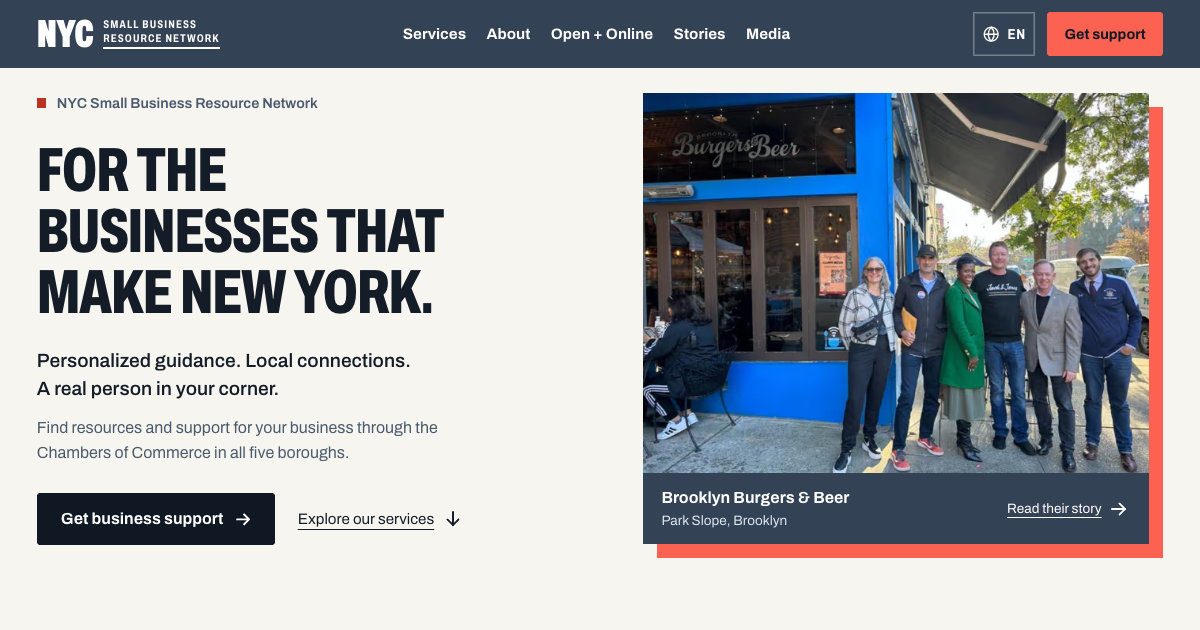 NYC SMALL BUSINESS
RESOURCE NETWORK
Services About Open + Online Stories Media
EN
Get support
NYC Small Business Resource Network
FOR THE
BUSINESSES THAT
MAKE NEW YORK.
Personalized guidance. Local connections.
A real person in your corner.
Find resources and support for your business through the
Chambers of Commerce in all five boroughs.
Get business support
Explore our services
BROOKLYN
Burgers & Beer
Brooklyn Burgers & Beer
Park Slope, Brooklyn
Read their story